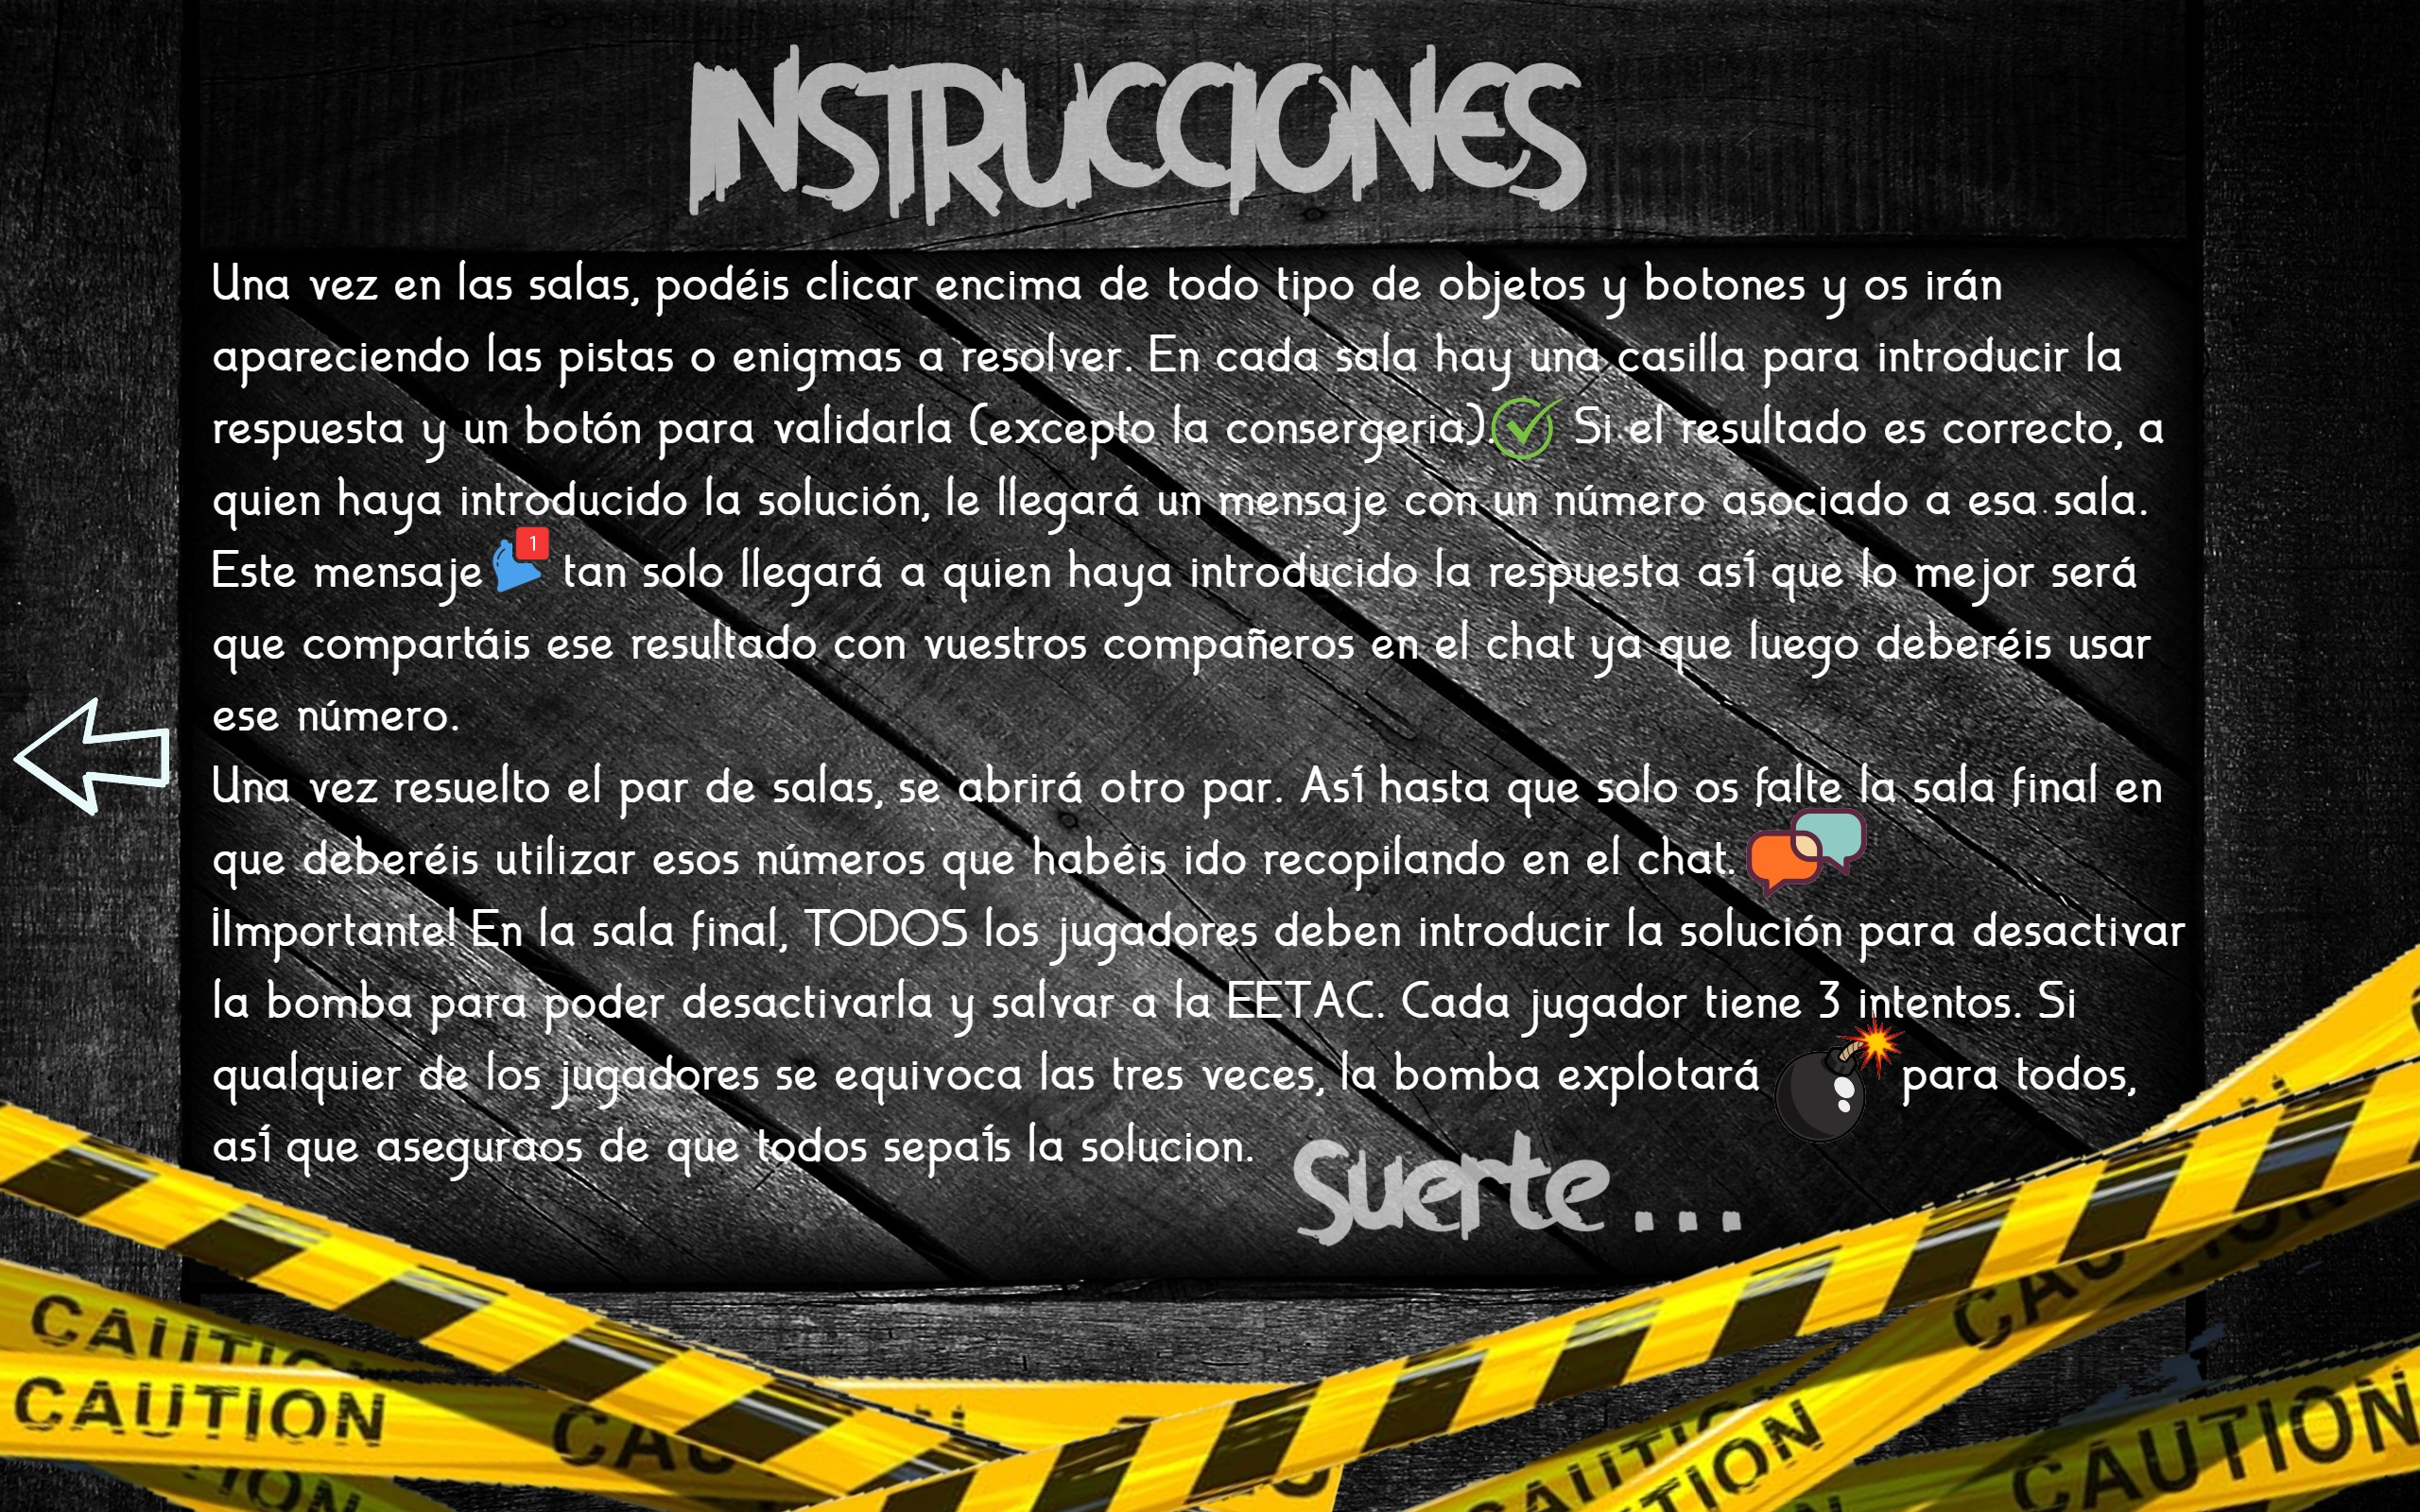 INSTRUCCIONES
Una vez en las salas, podéis clicar encima de todo tipo de objetos y botones y os irán
apareciendo las pistas o enigmas a resolver. En cada sala hay una casilla para introducir la
respuesta y un botón para validarla (excepto la consergeria). Si el resultado es correcto, a
quien haya introducido la solución, le llegará un mensaje con un número asociado a esa sala.
Este mensaje 1 tan solo llegará a quien haya introducido la respuesta así que lo mejor será
que compartáis ese resultado con vuestros compañeros en el chat ya que luego deberéis usar
ese número.
Una vez resuelto el par de salas, se abrirá otro par. Así hasta que solo os falte la sala final en
que deberéis utilizar esos números que habéis ido recopilando en el chat.
¡Importante! En la sala final, TODOS los jugadores deben introducir la solución para desactivar
la bomba para poder desactivarla y salvar a la EETAC. Cada jugador tiene 3 intentos. Si
qualquier de los jugadores se equivoca las tres veces, la bomba explotará para todos,
así que aseguraos de que todos sepaís la solucion.
Suerte...
CAUTION
CAUTION
CAUTION
CAUTION
CAUTION